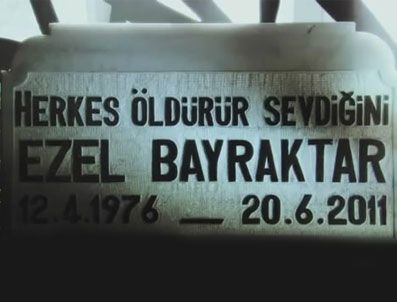 HERKES ÖLDÜRÜR SEVDİĞİNİ
EZEL BAYRAKTAR
12.4.1976 — 20.6.2011